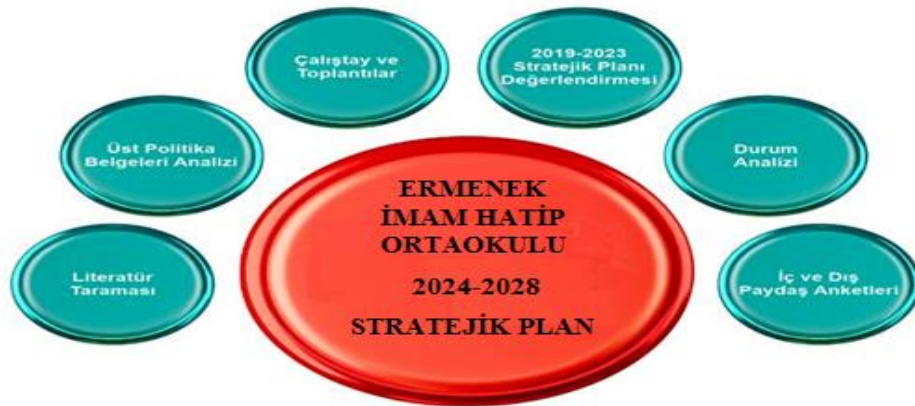 Çalıştay ve
Toplantılar
2019-2023
Stratejik Planı
Değerlendirmesi
Üst Politika
Belgeleri Analizi
Durum
Analizi
Literatür
Taraması
İç ve Dış
Paydaş Anketleri
ERMENEK
İMAM HATİP
ORTAOKULU
2024-2028
STRATEJİK PLAN